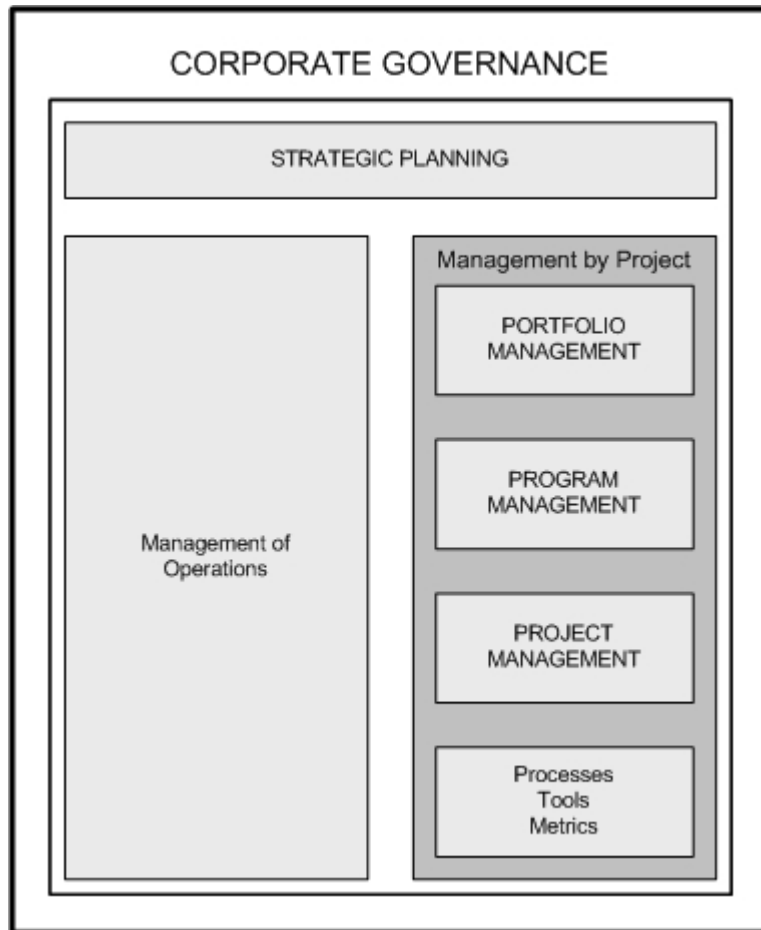 CORPORATE GOVERNANCE
STRATEGIC PLANNING
Management of
Operations
Management by Project
PORTFOLIO
MANAGEMENT
PROGRAM
MANAGEMENT
PROJECT
MANAGEMENT
Processes
Tools
Metrics